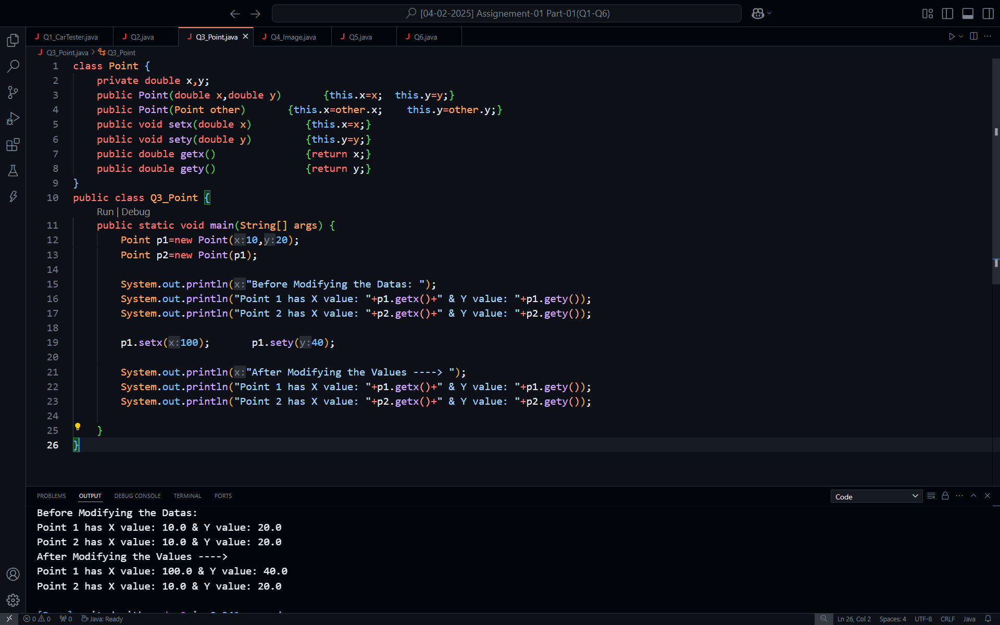 [04-02-2025] Assignement-01 Part-01(Q1-Q6)
J Q1_CarTester.java J Q2.java J Q3_Point.java J Q4_Image.java J Q5.java J Q6.java
J Q3_Point.java > Q3_Point
1 class Point {
2 private double x,y;
3 public Point(double x,double y) {this.x=x; this.y=y;}
4 public Point(Point other) {this.x=other.x; this.y=other.y;}
5 public void setx(double x) {this.x=x;}
6 public void sety(double y) {this.y=y;}
7 public double getx() {return x;}
8 public double gety() {return y;}
9 }
10 public class Q3_Point {
Run | Debug
11 public static void main(String[] args) {
12 Point p1=new Point(x:10,y:20);
13 Point p2=new Point(p1);
14
15 System.out.println(x:"Before Modifying the Datas: ");
16 System.out.println("Point 1 has X value: "+p1.getx()+" & Y value: "+p1.gety());
17 System.out.println("Point 2 has X value: "+p2.getx()+" & Y value: "+p2.gety());
18
19 p1.setx(x:100); p1.sety(y:40);
20
21 System.out.println(x:"After Modifying the Values ----> ");
22 System.out.println("Point 1 has X value: "+p1.getx()+" & Y value: "+p1.gety());
23 System.out.println("Point 2 has X value: "+p2.getx()+" & Y value: "+p2.gety());
24
25 }
26 }
PROBLEMS OUTPUT DEBUG CONSOLE TERMINAL PORTS Code
Before Modifying the Datas:
Point 1 has X value: 10.0 & Y value: 20.0
Point 2 has X value: 10.0 & Y value: 20.0
After Modifying the Values ---->
Point 1 has X value: 100.0 & Y value: 40.0
Point 2 has X value: 10.0 & Y value: 20.0
0 0 0 Java: Ready Ln 26, Col 2 Spaces: 4 UTF-8 CRLF Java